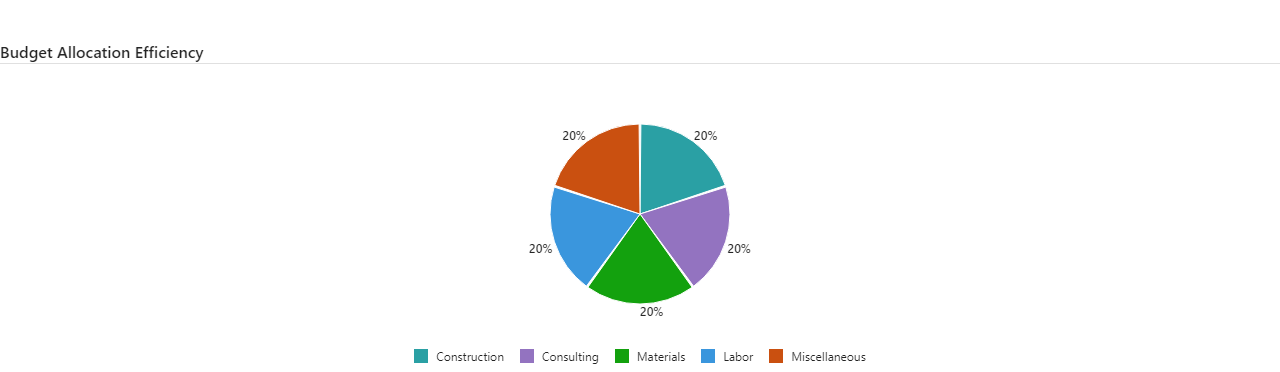 Budget Allocation Efficiency
20% 20%
20% 20%
20%
Construction Consulting Materials Labor Miscellaneous